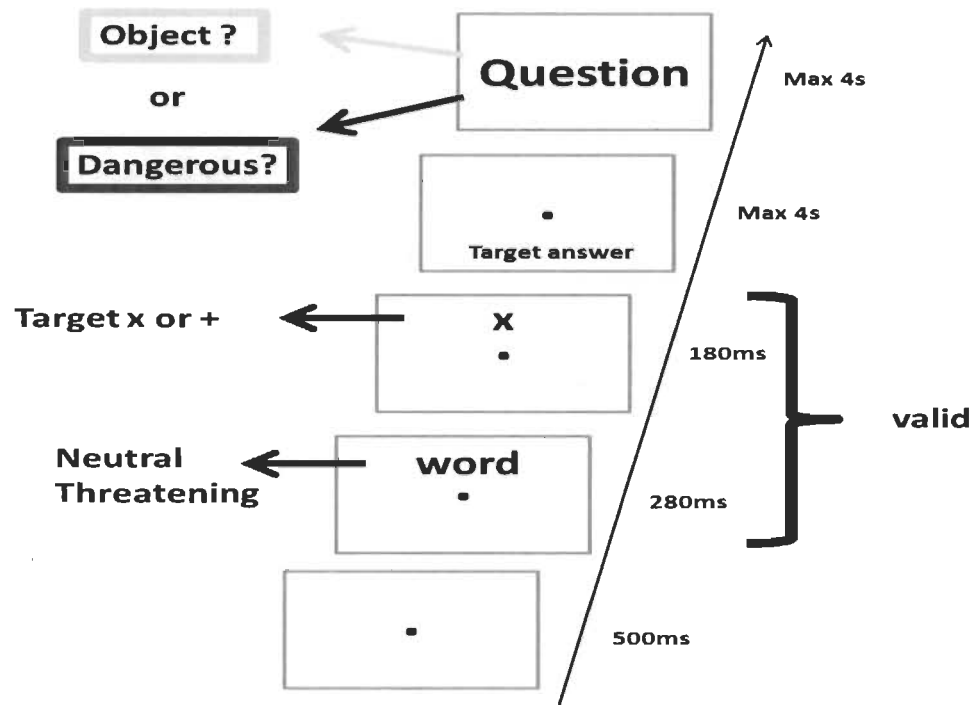 Object ?
or
Dangerous?
Question
Max 4s
Target answer
Max 4s
Target x or +
x
180ms
valid
Neutral
Threatening
word
280ms
500ms